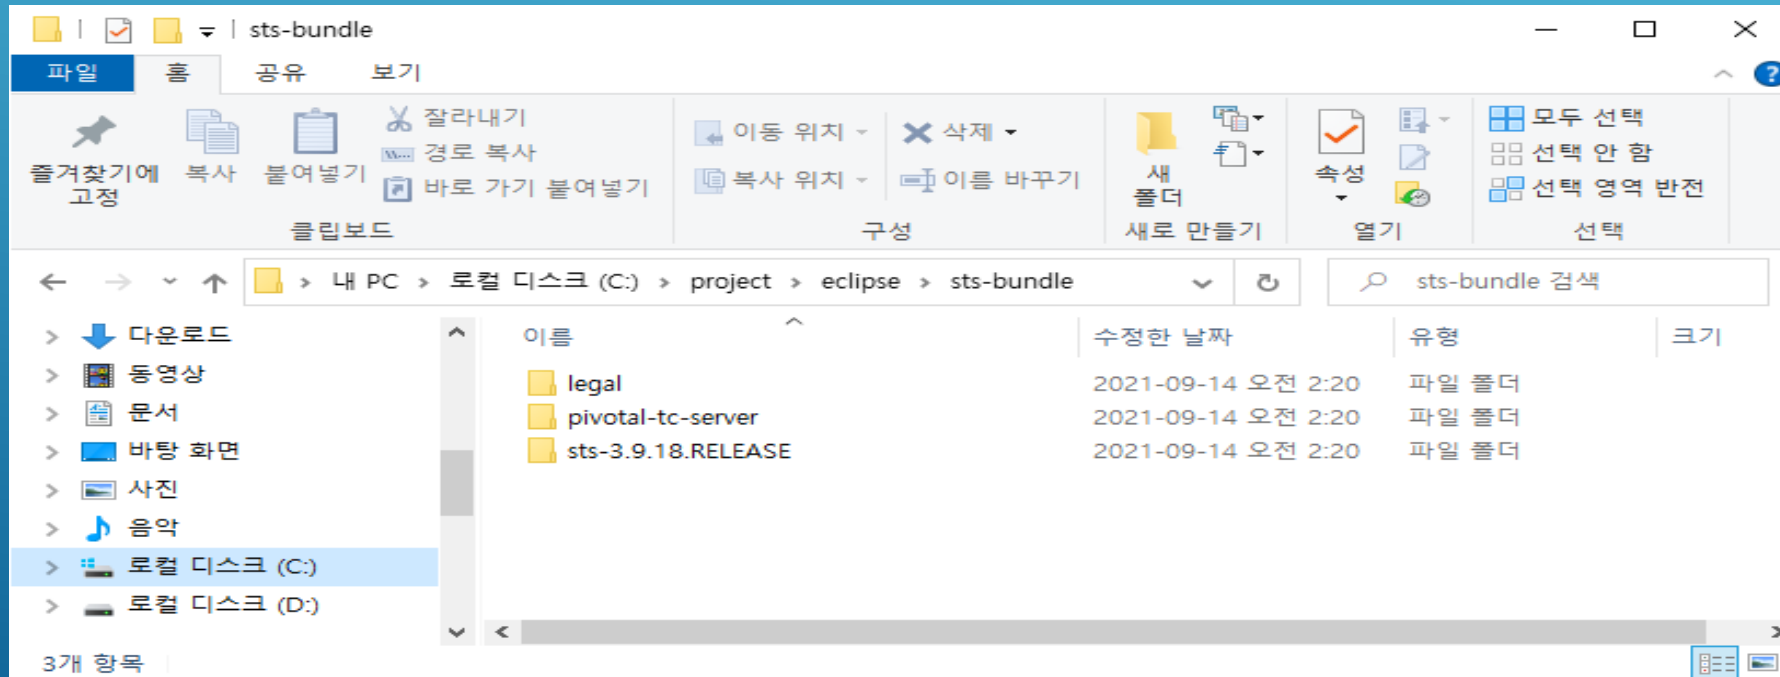 sts-bundle
파일 홈 공유 보기
즐겨찾기에 고정
복사
붙여넣기
잘라내기
경로 복사
바로 가기 붙여넣기
클립보드
이동 위치
복사 위치
삭제
이름 바꾸기
구성
새 폴더
새로 만들기
속성
열기
모두 선택
선택 안 함
선택 영역 반전
선택
내 PC > 로컬 디스크 (C:) > project > eclipse > sts-bundle
sts-bundle 검색
다운로드
동영상
문서
바탕 화면
사진
음악
로컬 디스크 (C:)
로컬 디스크 (D:)
이름 수정한 날짜 유형 크기
legal 2021-09-14 오전 2:20 파일 폴더
pivotal-tc-server 2021-09-14 오전 2:20 파일 폴더
sts-3.9.18.RELEASE 2021-09-14 오전 2:20 파일 폴더
3개 항목